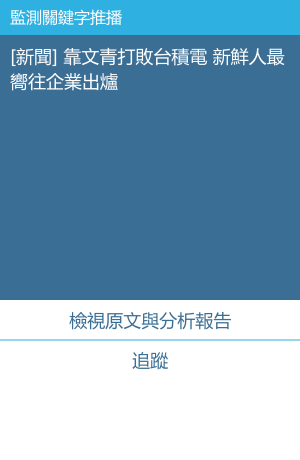 監測關鍵字推播
[新聞] 靠文青打敗台積電 新鮮人最
嚮往企業出爐
檢視原文與分析報告
追蹤